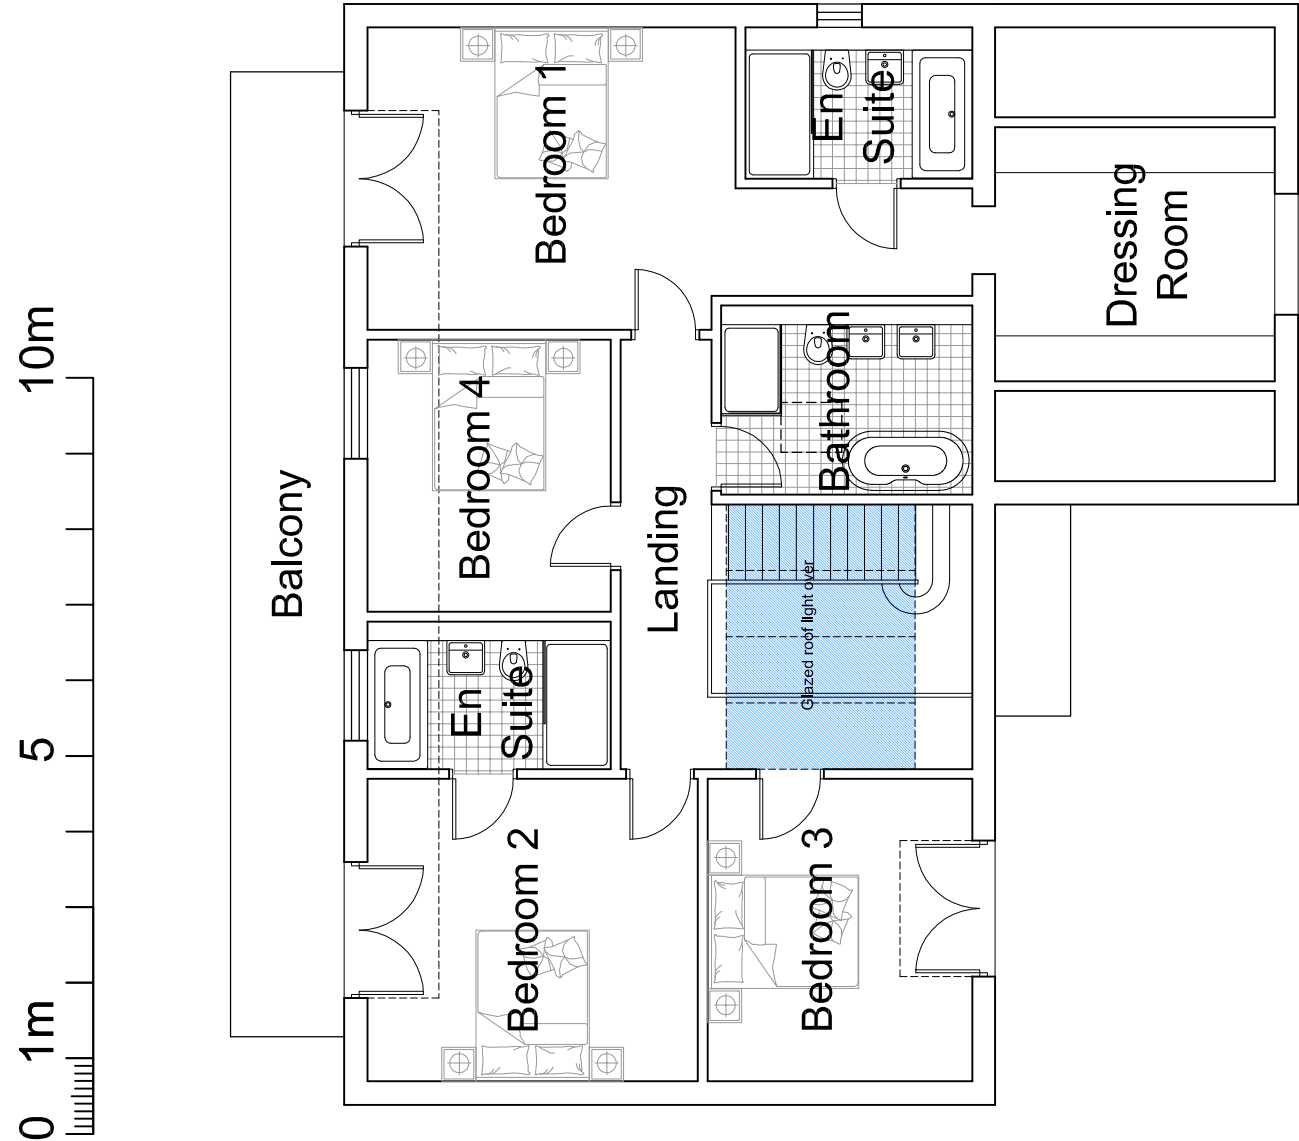 Balcony
Bedroom 2
En
Suite
Bedroom 4
Bedroom 1
Landing
Bedroom 3
Glazed roof light over
Bathroom
En
Suite
Dressing
Room
0
1m
5
10m